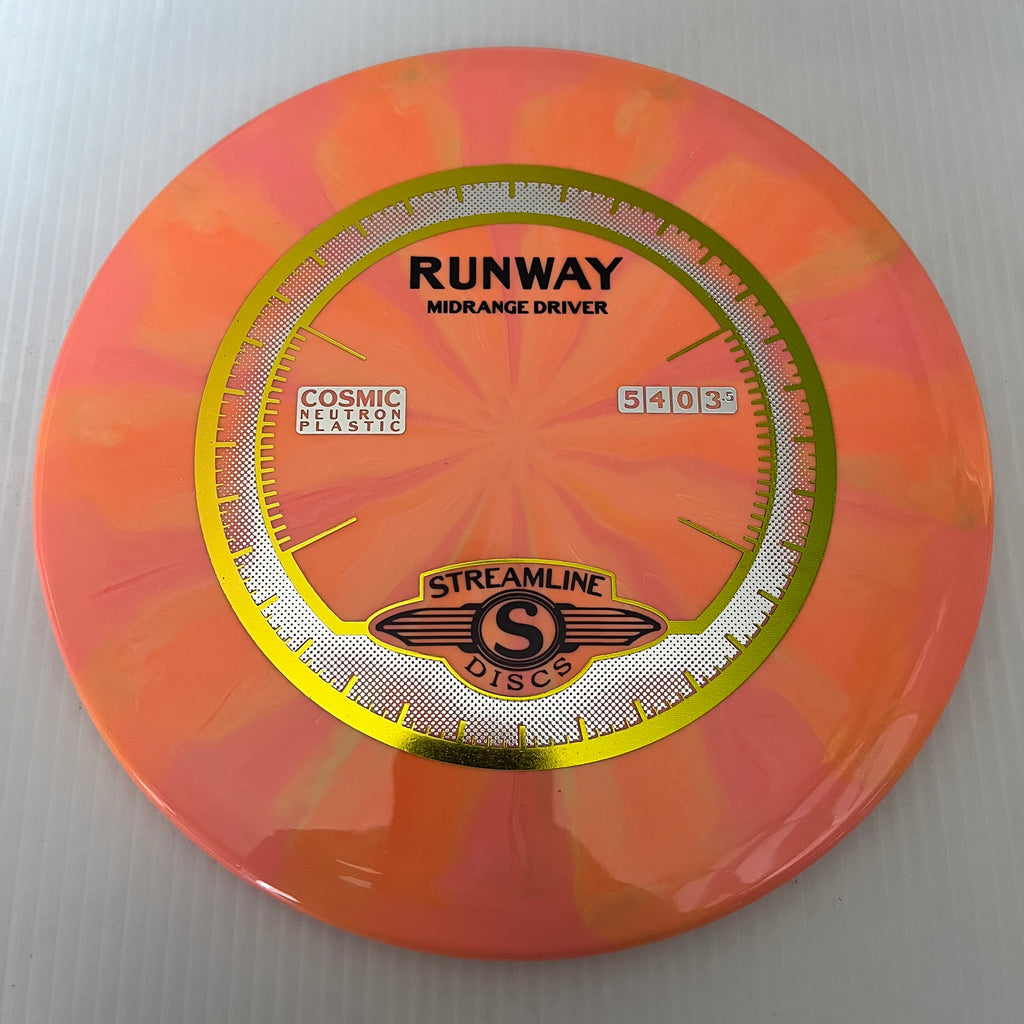 RUNWAY
MIDRANGE DRIVER
COSMIC
NEUTRON
PLASTIC
5 4 0 3.5
STREAMLINE
S
DISCS